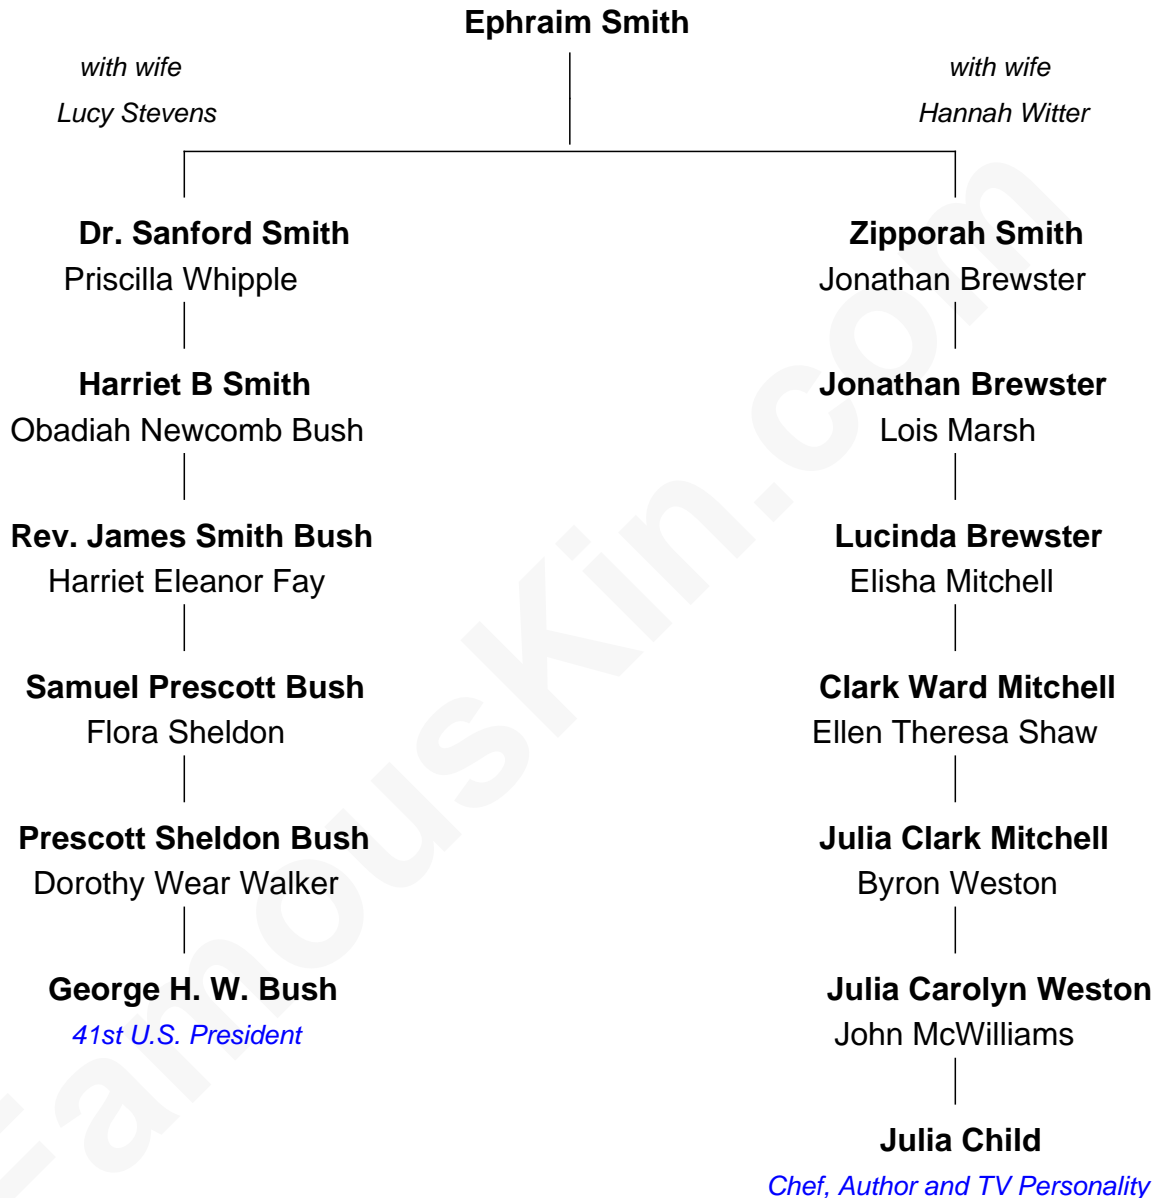 Ephraim Smith
with wife
Lucy Stevens
with wife
Hannah Witter
Dr. Sanford Smith
Priscilla Whipple
Zipporah Smith
Jonathan Brewster
Harriet B Smith
Obadiah Newcomb Bush
Jonathan Brewster
Lois Marsh
Rev. James Smith Bush
Harriet Eleanor Fay
Lucinda Brewster
Elisha Mitchell
Samuel Prescott Bush
Flora Sheldon
Clark Ward Mitchell
Ellen Theresa Shaw
Prescott Sheldon Bush
Dorothy Wear Walker
Julia Clark Mitchell
Byron Weston
George H. W. Bush
41st U.S. President
Julia Carolyn Weston
John McWilliams
Julia Child
Chef, Author and TV Personality
FamousKin.com